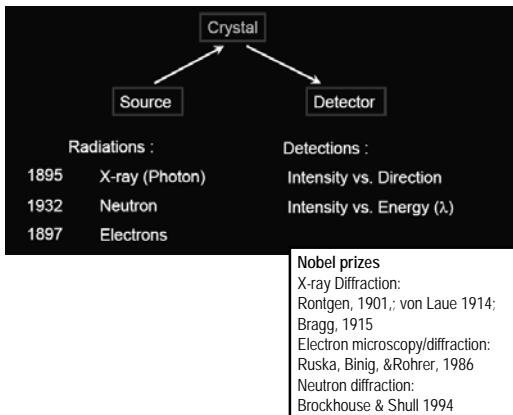 Crystal
Source
Detector
Radiations :
Detections :
1895 X-ray (Photon)
Intensity vs. Direction
1932 Neutron
Intensity vs. Energy (λ)
1897 Electrons
Nobel prizes
X-ray Diffraction:
Rontgen, 1901,; von Laue 1914;
Bragg, 1915
Electron microscopy/diffraction:
Ruska, Binig, &Rohrer, 1986
Neutron diffraction:
Brockhouse & Shull 1994